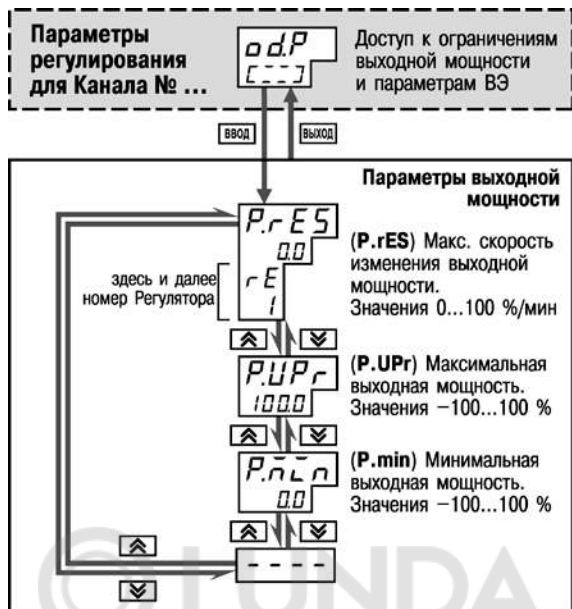 Параметры
регулирования
для Канала № ...
od.P
[---]
Доступ к ограничениям
выходной мощности
и параметрам ВЭ
ВВОД
ВЫХОД
Параметры выходной
мощности
P.rES
0.0
здесь и далее
номер Регулятора
rE
1
(P.rES) Макс. скорость
изменения выходной
мощности.
Значения 0...100 %/мин
P.UPr
100.0
(P.UPr) Максимальная
выходная мощность.
Значения −100...100 %
P.min
0.0
(P.min) Минимальная
выходная мощность.
Значения −100...100 %
----
© LUNDA